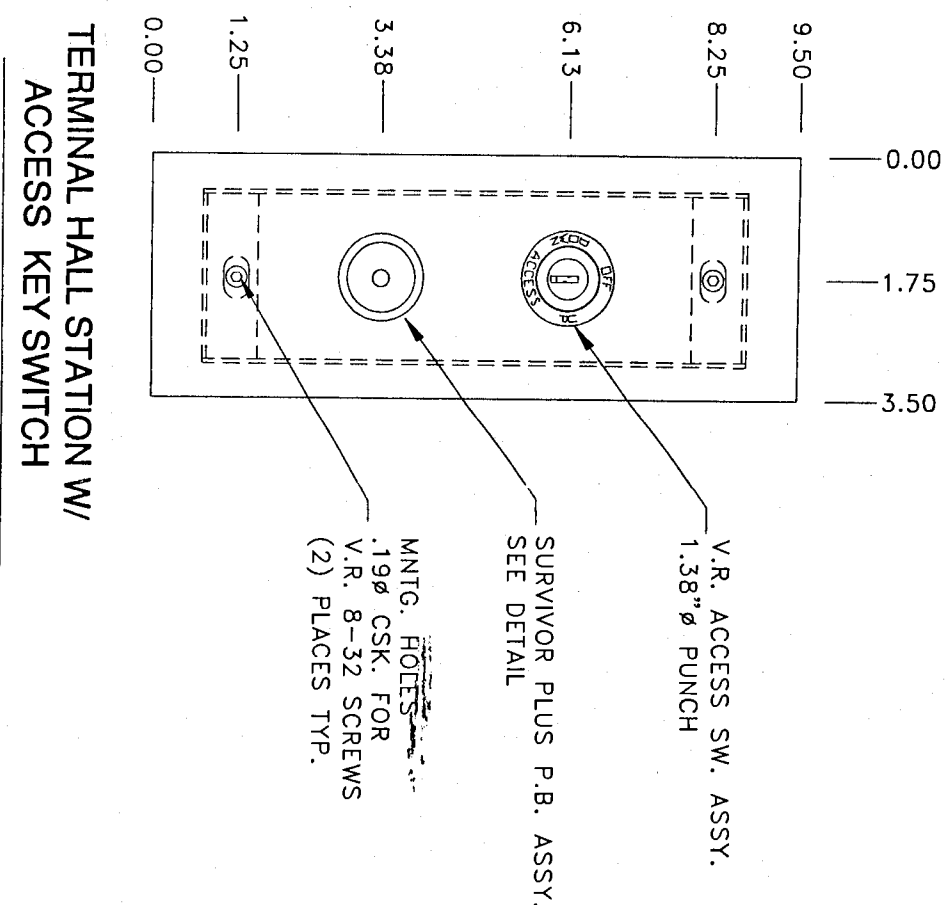 0.00
1.75
3.50
9.50
8.25
6.13
3.38
1.25
0.00
OFF
ACCESS
V.R. ACCESS SW. ASSY.
1.38"ø PUNCH
SURVIVOR PLUS P.B. ASSY.
SEE DETAIL
MNTG. HOLES
.19ø CSK. FOR
V.R. 8-32 SCREWS
(2) PLACES TYP.
TERMINAL HALL STATION W/
ACCESS KEY SWITCH